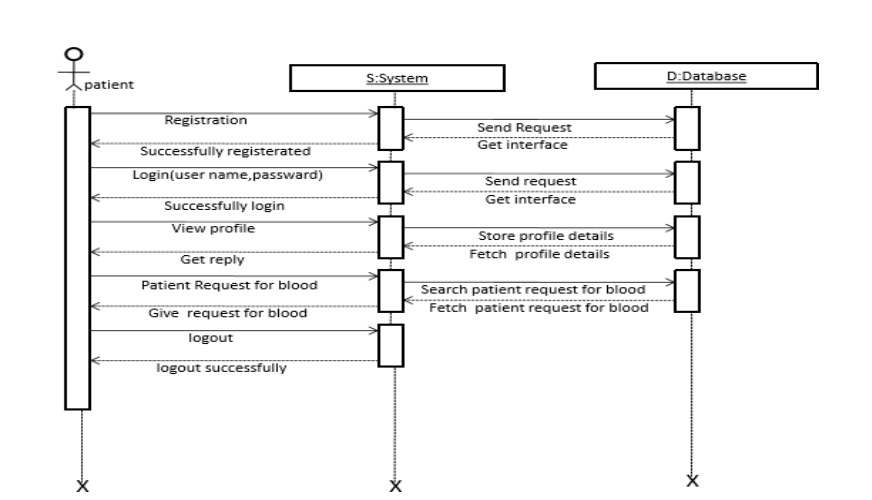 patient
S:System
D:Database
Registration
Send Request
Get interface
Successfully registerated
Login(user name,passward)
Send request
Get interface
Successfully login
View profile
Store profile details
Fetch profile details
Get reply
Patient Request for blood
Search patient request for blood
Fetch patient request for blood
Give request for blood
logout
logout successfully
X
X
X